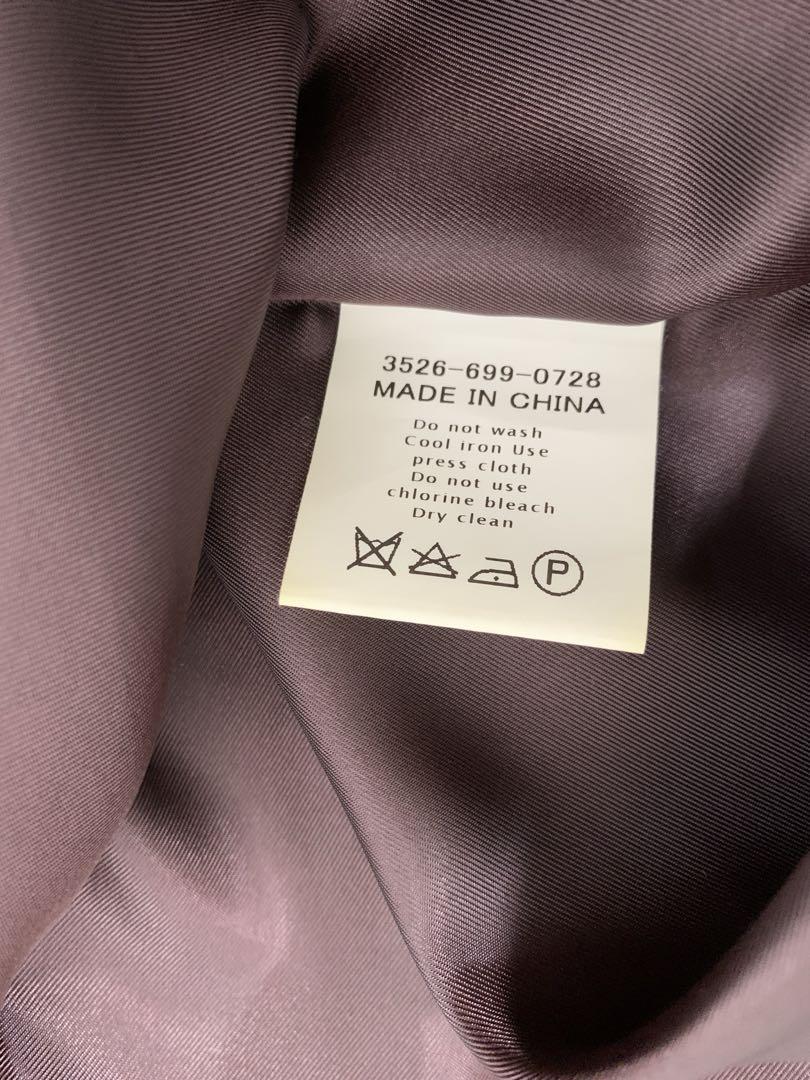 3526-699-0728
MADE IN CHINA
Do not wash
Cool iron Use
press cloth
Do not use
chlorine bleach
Dry clean
P